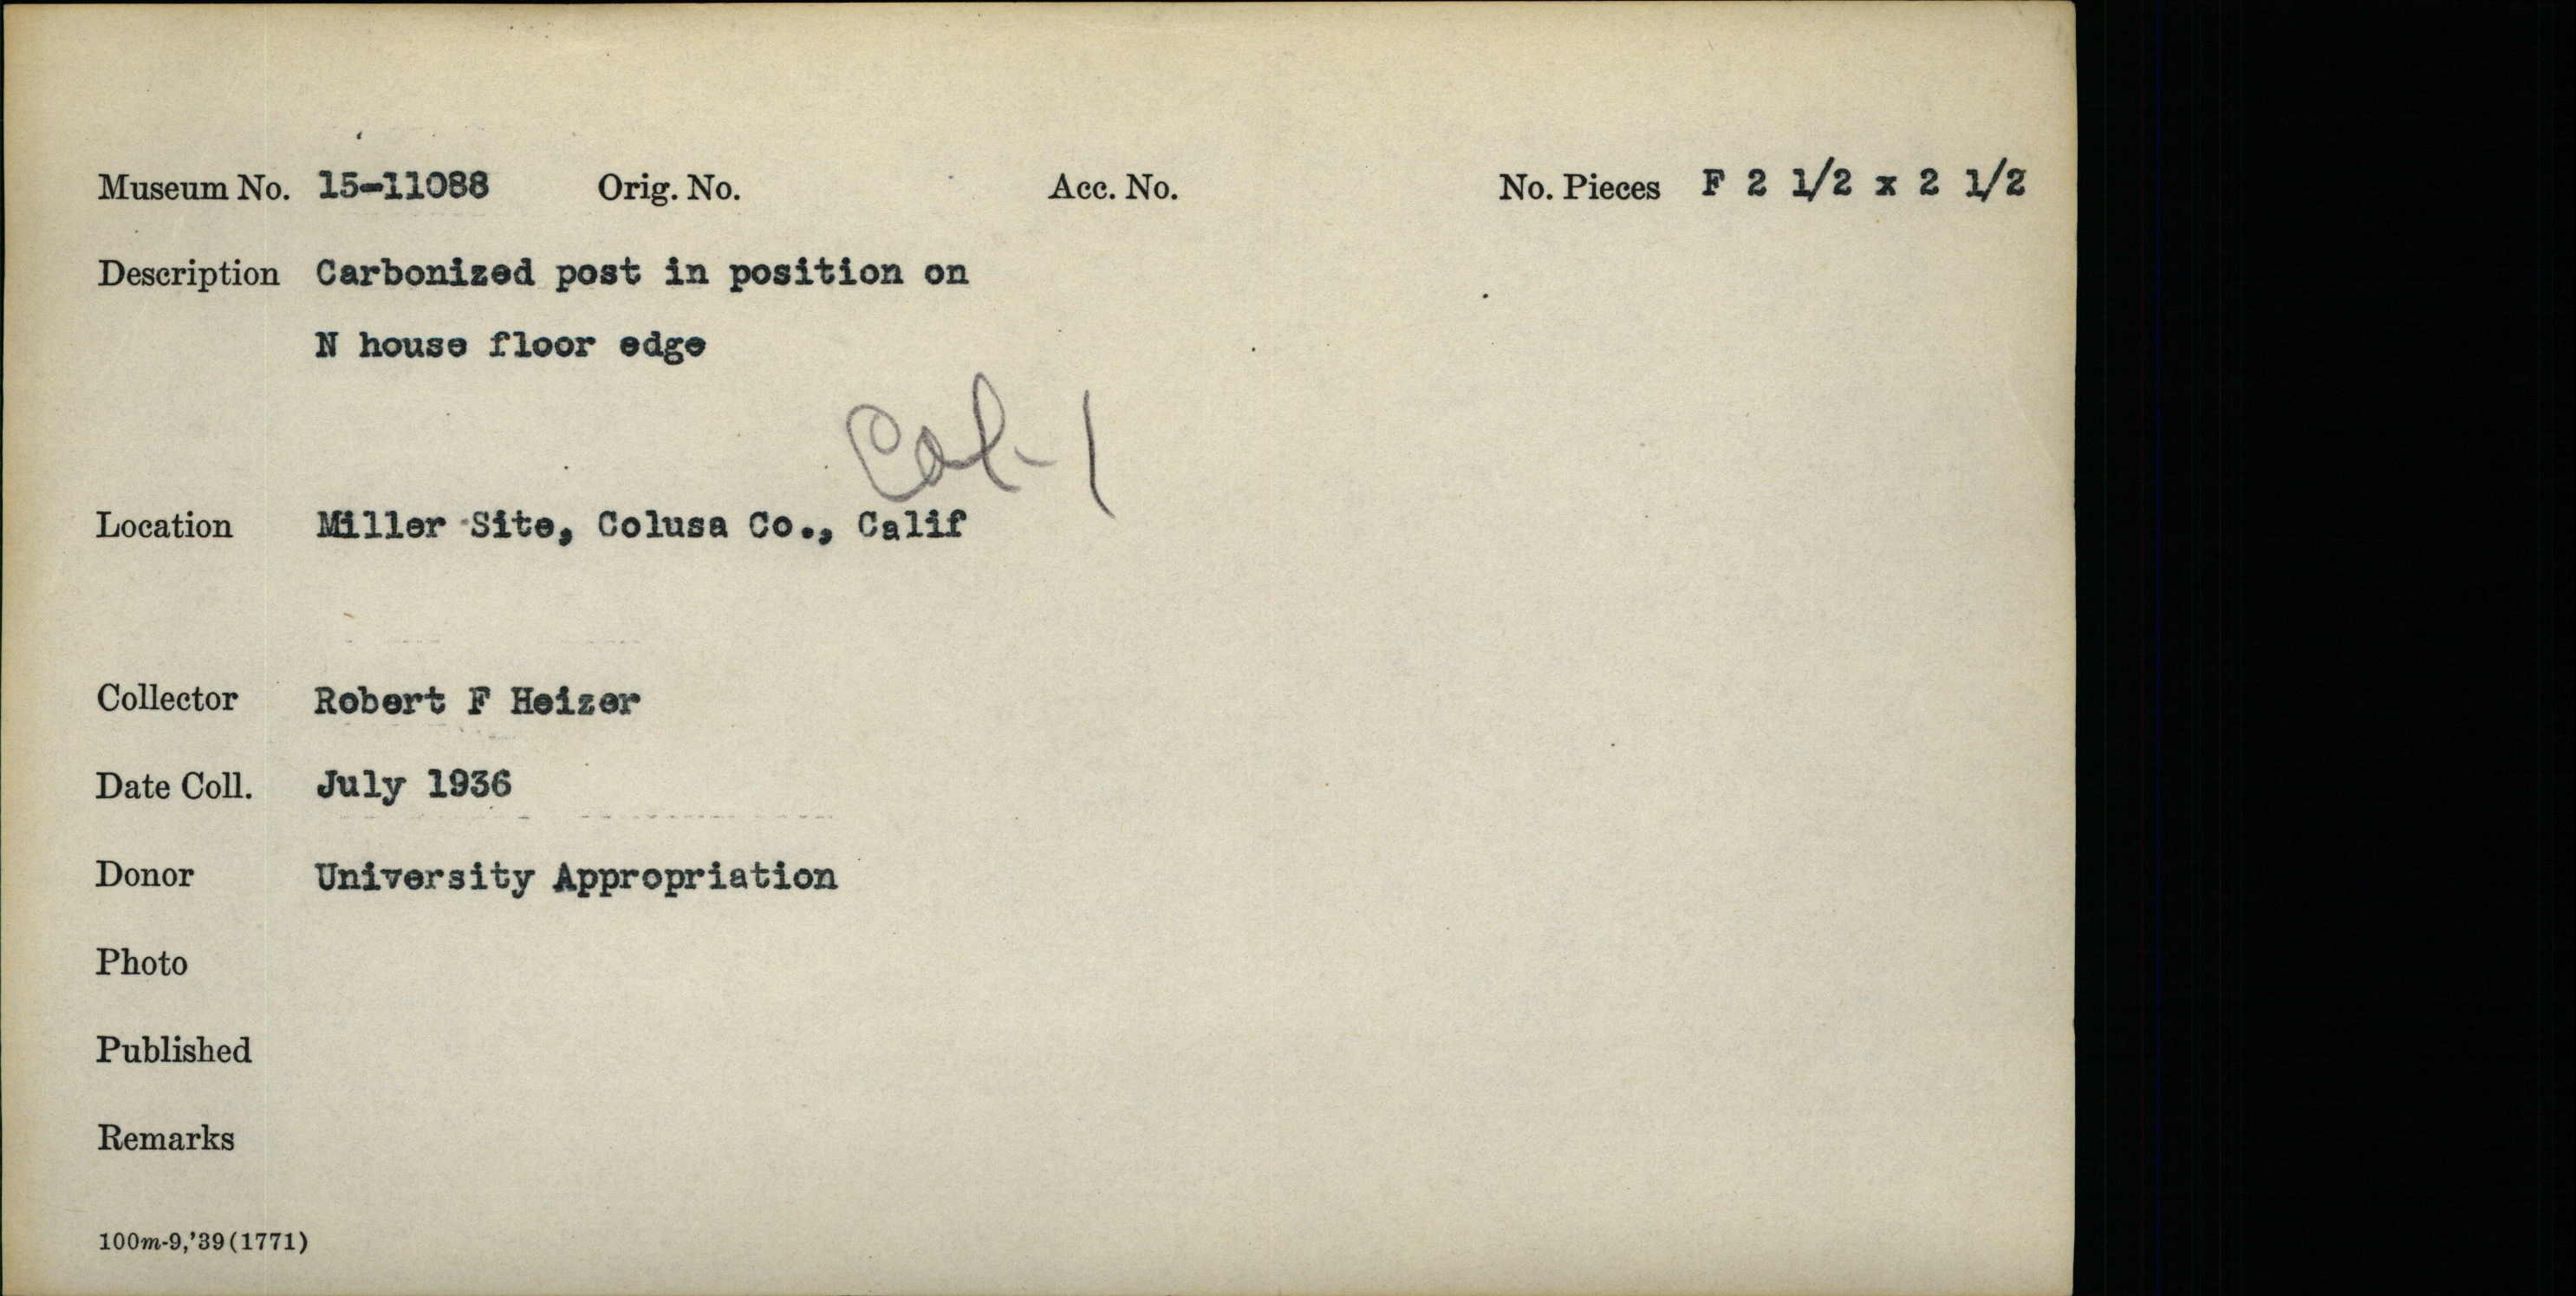 Museum No. 15-11088 Orig. No. Acc. No. No. Pieces F 2 1/2 x 2 1/2
Description Carbonized post in position on
N house floor edge
Col-1
Location Miller Site, Colusa Co., Calif
Collector Robert F Heizer
Date Coll. July 1936
Donor University Appropriation
Photo
Published
Remarks
100m-9,'39(1771)